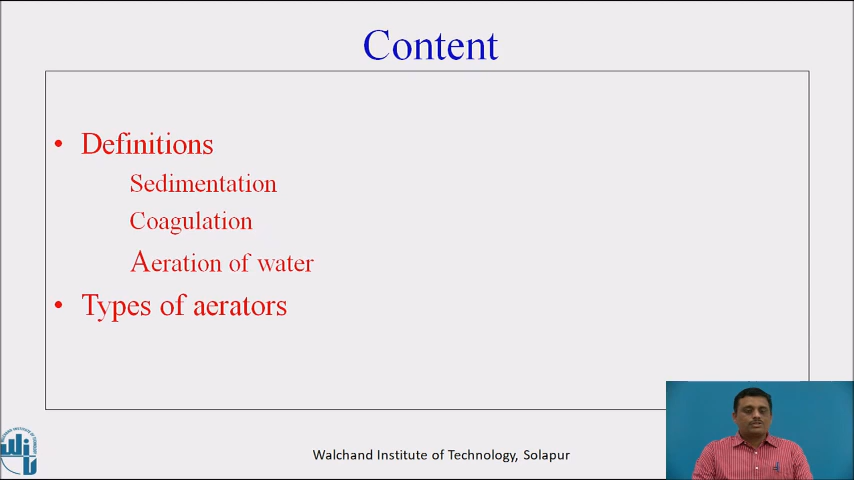 Content
• Definitions
Sedimentation
Coagulation
Aeration of water
• Types of aerators
Walchand Institute of Technology, Solapur